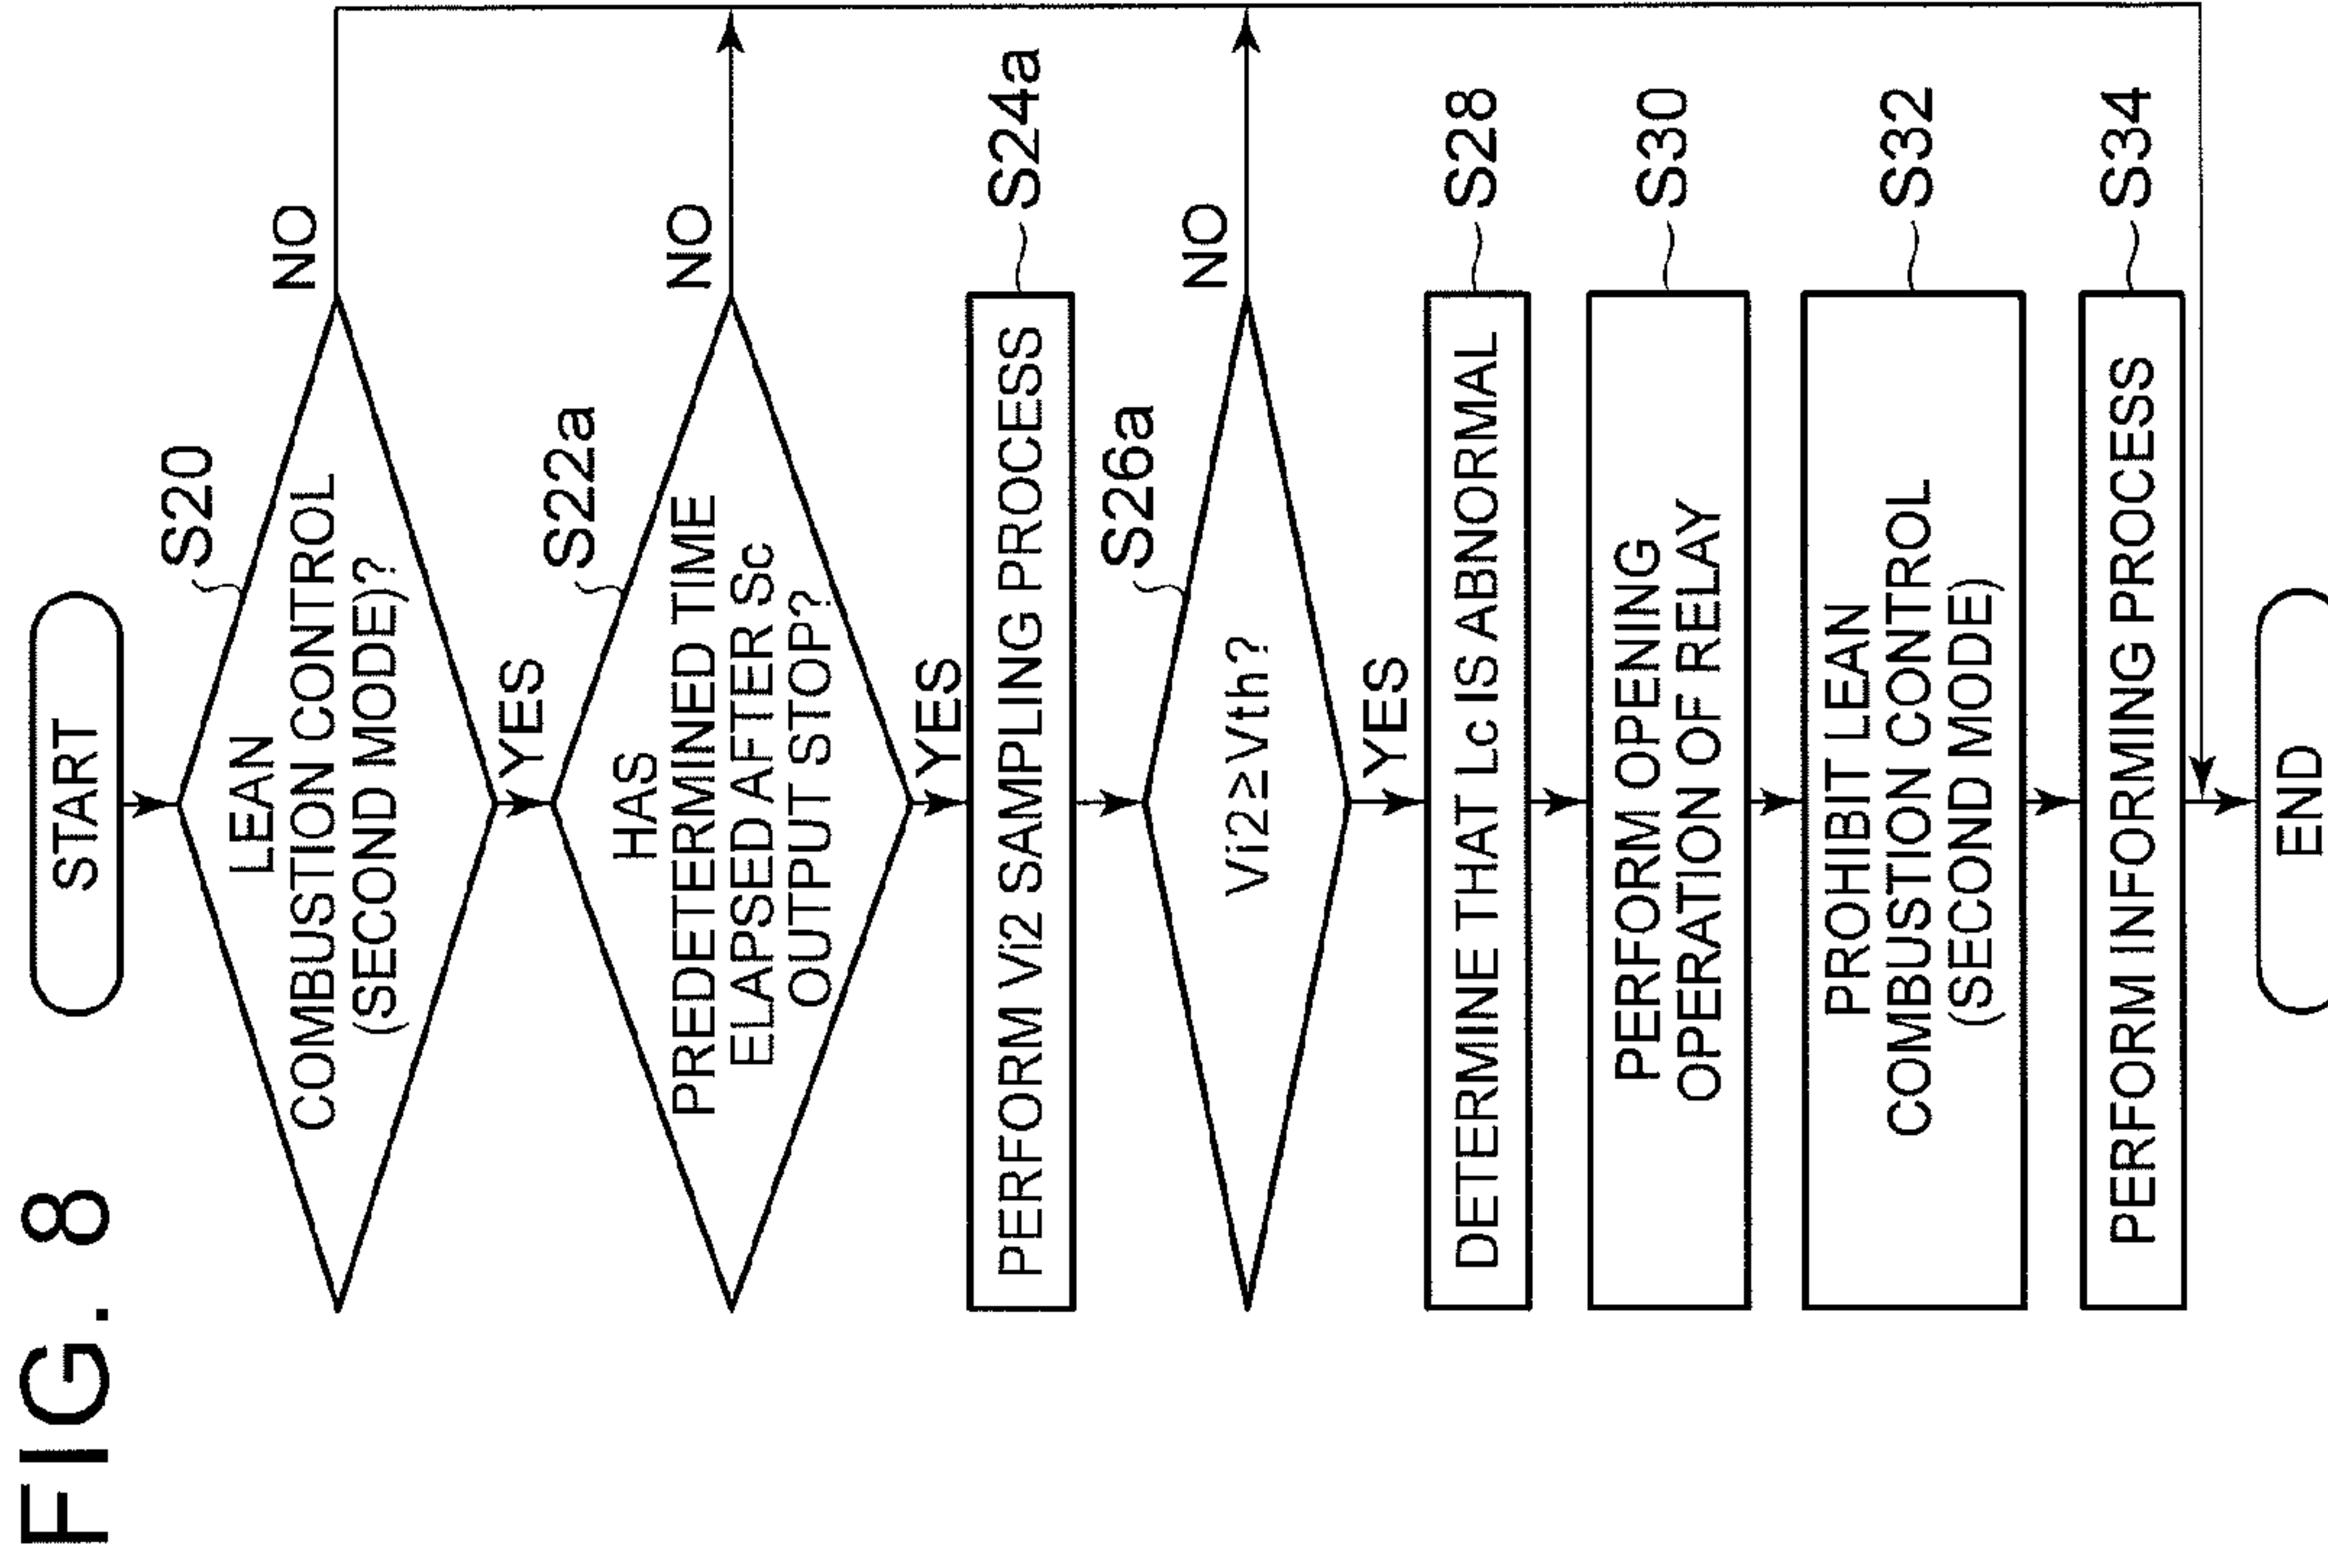 FIG. 8
START
S20
LEAN
COMBUSTION CONTROL
(SECOND MODE)?
NO
YES
S22a
HAS
PREDETERMINED TIME
ELAPSED AFTER Sc
OUTPUT STOP?
NO
YES
PERFORM Vi2 SAMPLING PROCESS
S24a
S26a
Vi2≥Vth?
NO
YES
DETERMINE THAT Lc IS ABNORMAL
S28
PERFORM OPENING
OPERATION OF RELAY
S30
PROHIBIT LEAN
COMBUSTION CONTROL
(SECOND MODE)
S32
PERFORM INFORMING PROCESS
S34
END